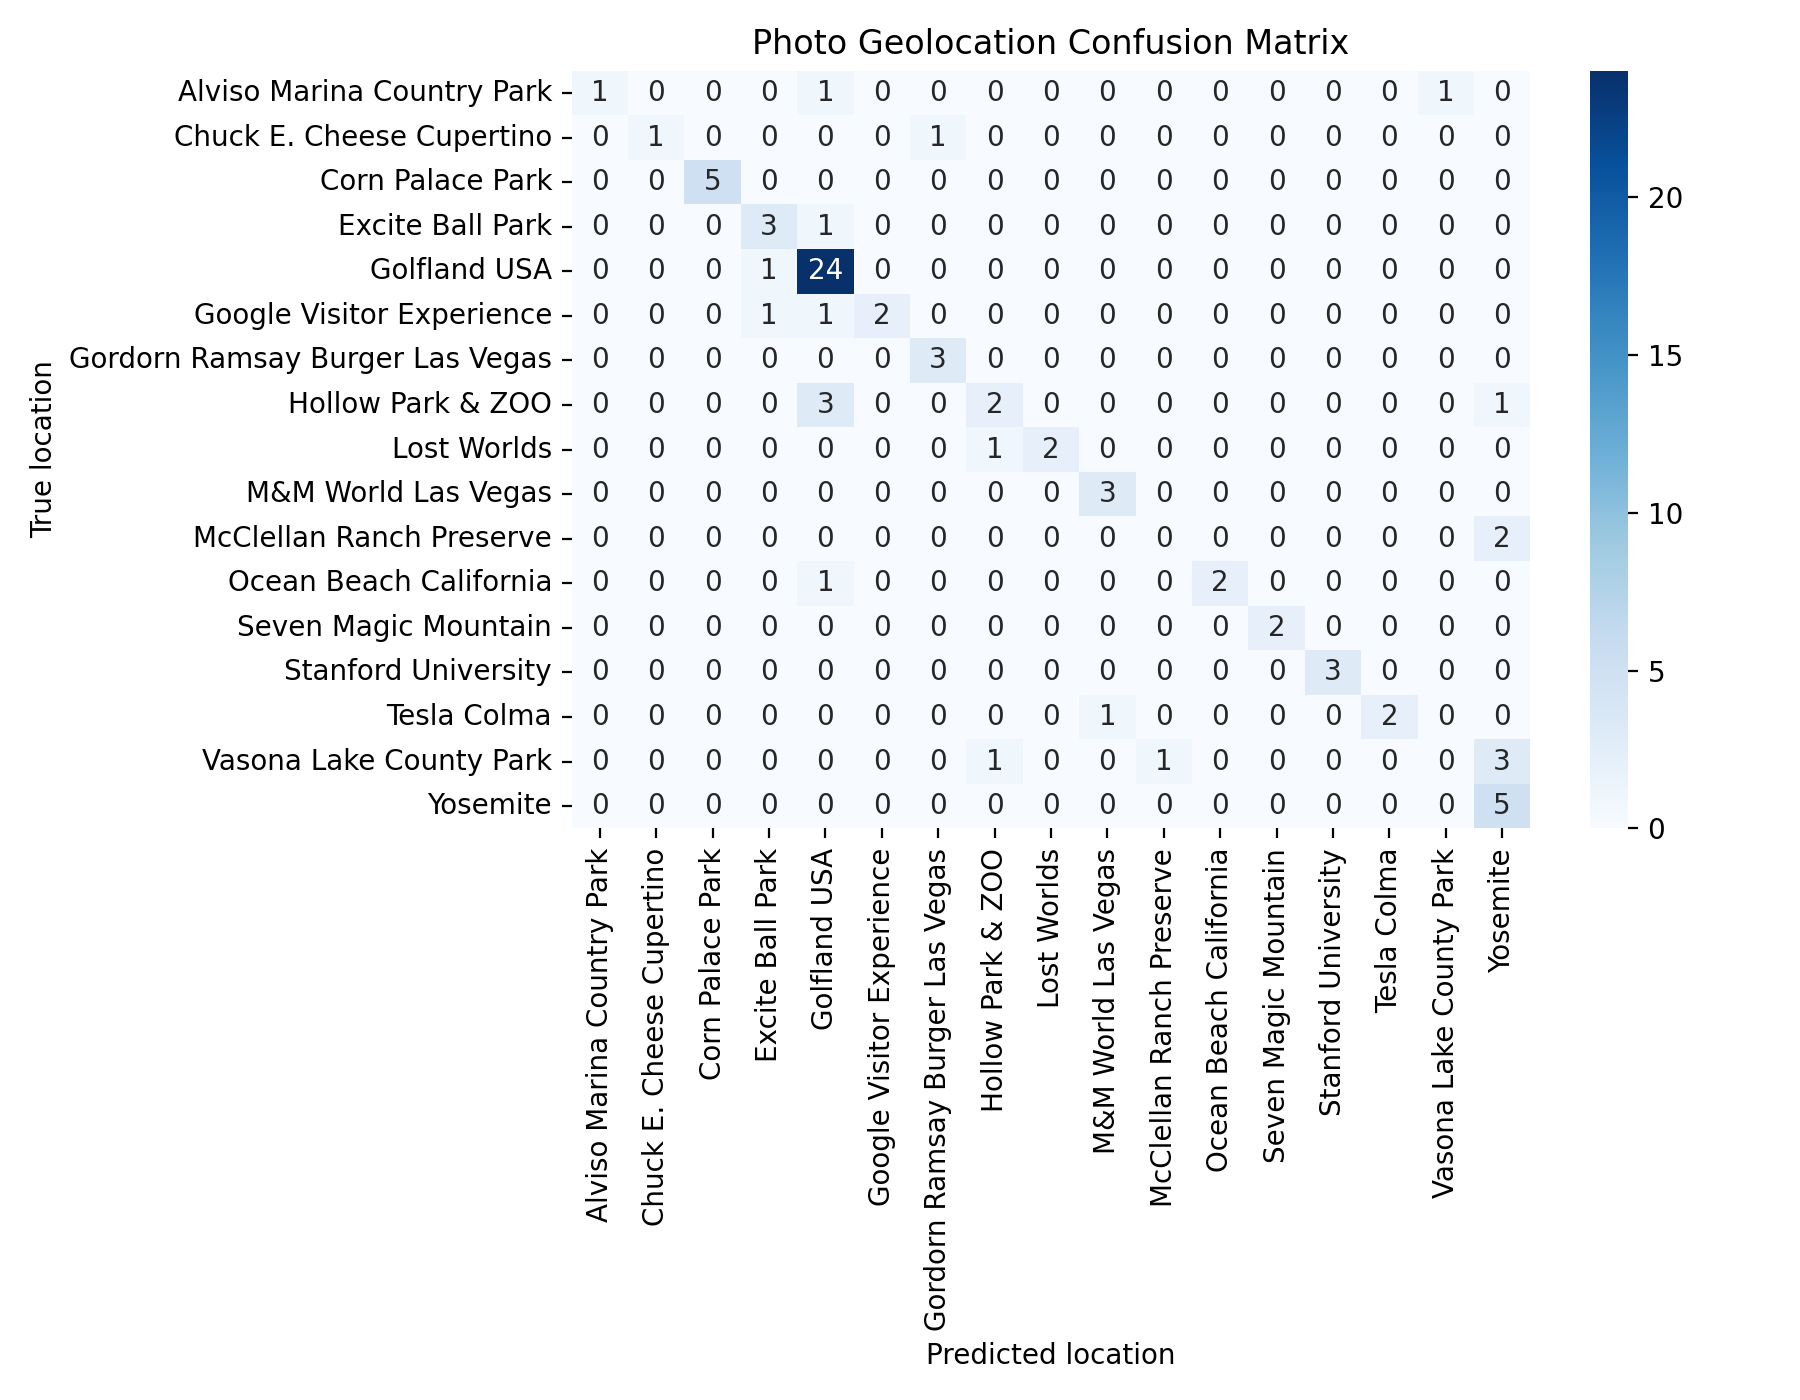 Photo Geolocation Confusion Matrix
Alviso Marina Country Park 1 0 0 0 1 0 0 0 0 0 0 0 0 0 0 1 0
Chuck E. Cheese Cupertino 0 1 0 0 0 0 1 0 0 0 0 0 0 0 0 0 0
Corn Palace Park 0 0 5 0 0 0 0 0 0 0 0 0 0 0 0 0 0
Excite Ball Park 0 0 0 3 1 0 0 0 0 0 0 0 0 0 0 0 0
Golfland USA 0 0 0 1 24 0 0 0 0 0 0 0 0 0 0 0 0
Google Visitor Experience 0 0 0 1 1 2 0 0 0 0 0 0 0 0 0 0 0
Gordorn Ramsay Burger Las Vegas 0 0 0 0 0 0 3 0 0 0 0 0 0 0 0 0 0
Hollow Park & ZOO 0 0 0 0 3 0 0 2 0 0 0 0 0 0 0 0 1
Lost Worlds 0 0 0 0 0 0 0 1 2 0 0 0 0 0 0 0 0
M&M World Las Vegas 0 0 0 0 0 0 0 0 0 3 0 0 0 0 0 0 0
McClellan Ranch Preserve 0 0 0 0 0 0 0 0 0 0 0 0 0 0 0 0 2
Ocean Beach California 0 0 0 0 1 0 0 0 0 0 0 2 0 0 0 0 0
Seven Magic Mountain 0 0 0 0 0 0 0 0 0 0 0 0 2 0 0 0 0
Stanford University 0 0 0 0 0 0 0 0 0 0 0 0 0 3 0 0 0
Tesla Colma 0 0 0 0 0 0 0 0 0 1 0 0 0 0 2 0 0
Vasona Lake County Park 0 0 0 0 0 0 0 1 0 0 1 0 0 0 0 0 3
Yosemite 0 0 0 0 0 0 0 0 0 0 0 0 0 0 0 0 5
True location
Alviso Marina Country Park
Chuck E. Cheese Cupertino
Corn Palace Park
Excite Ball Park
Golfland USA
Google Visitor Experience
Gordorn Ramsay Burger Las Vegas
Hollow Park & ZOO
Lost Worlds
M&M World Las Vegas
McClellan Ranch Preserve
Ocean Beach California
Seven Magic Mountain
Stanford University
Tesla Colma
Vasona Lake County Park
Yosemite
Predicted location
20
15
10
5
0